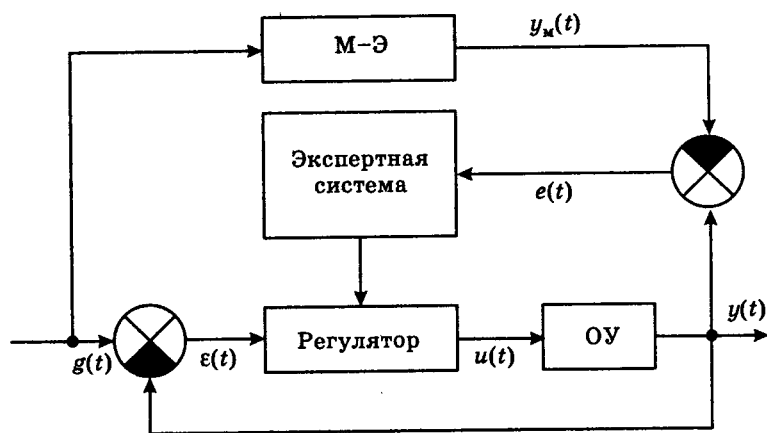 М–Э
yм(t)
Экспертная
система
e(t)
g(t)
ε(t)
Регулятор
u(t)
ОУ
y(t)